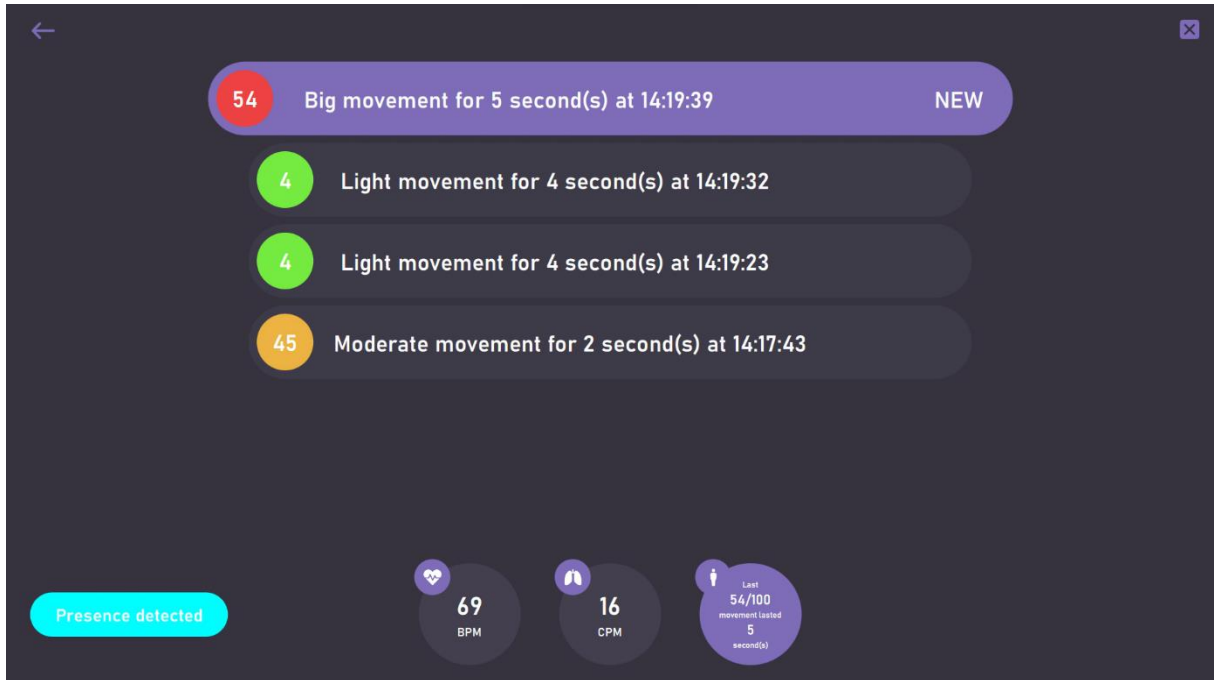 54 Big movement for 5 second(s) at 14:19:39 NEW
4 Light movement for 4 second(s) at 14:19:32
4 Light movement for 4 second(s) at 14:19:23
45 Moderate movement for 2 second(s) at 14:17:43
Presence detected
69
BPM
16
CPM
Last
54/100
movement lasted
5
second(s)